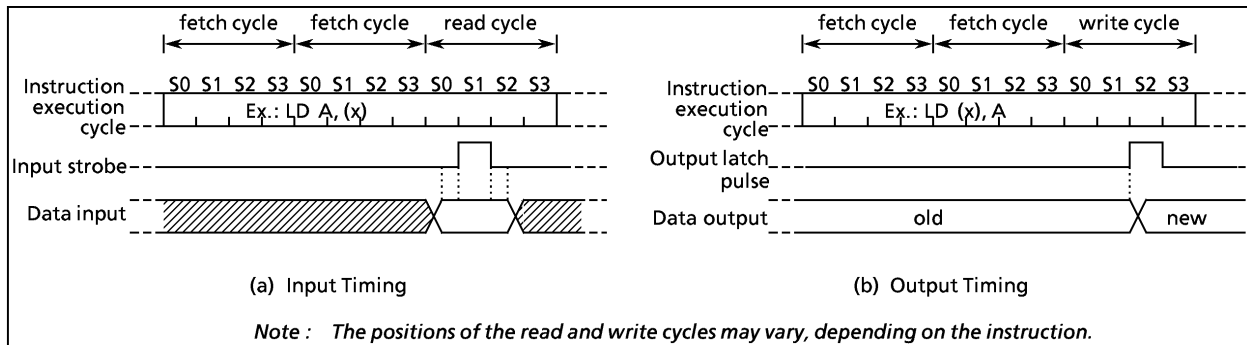 fetch cycle fetch cycle read cycle
S0 S1 S2 S3 S0 S1 S2 S3 S0 S1 S2 S3
Instruction
execution
cycle
Ex.: LD A, (x)
Input strobe
Data input
(a) Input Timing
fetch cycle fetch cycle write cycle
S0 S1 S2 S3 S0 S1 S2 S3 S0 S1 S2 S3
Instruction
execution
cycle
Ex.: LD (x), A
Output latch
pulse
Data output
old
new
(b) Output Timing
Note : The positions of the read and write cycles may vary, depending on the instruction.